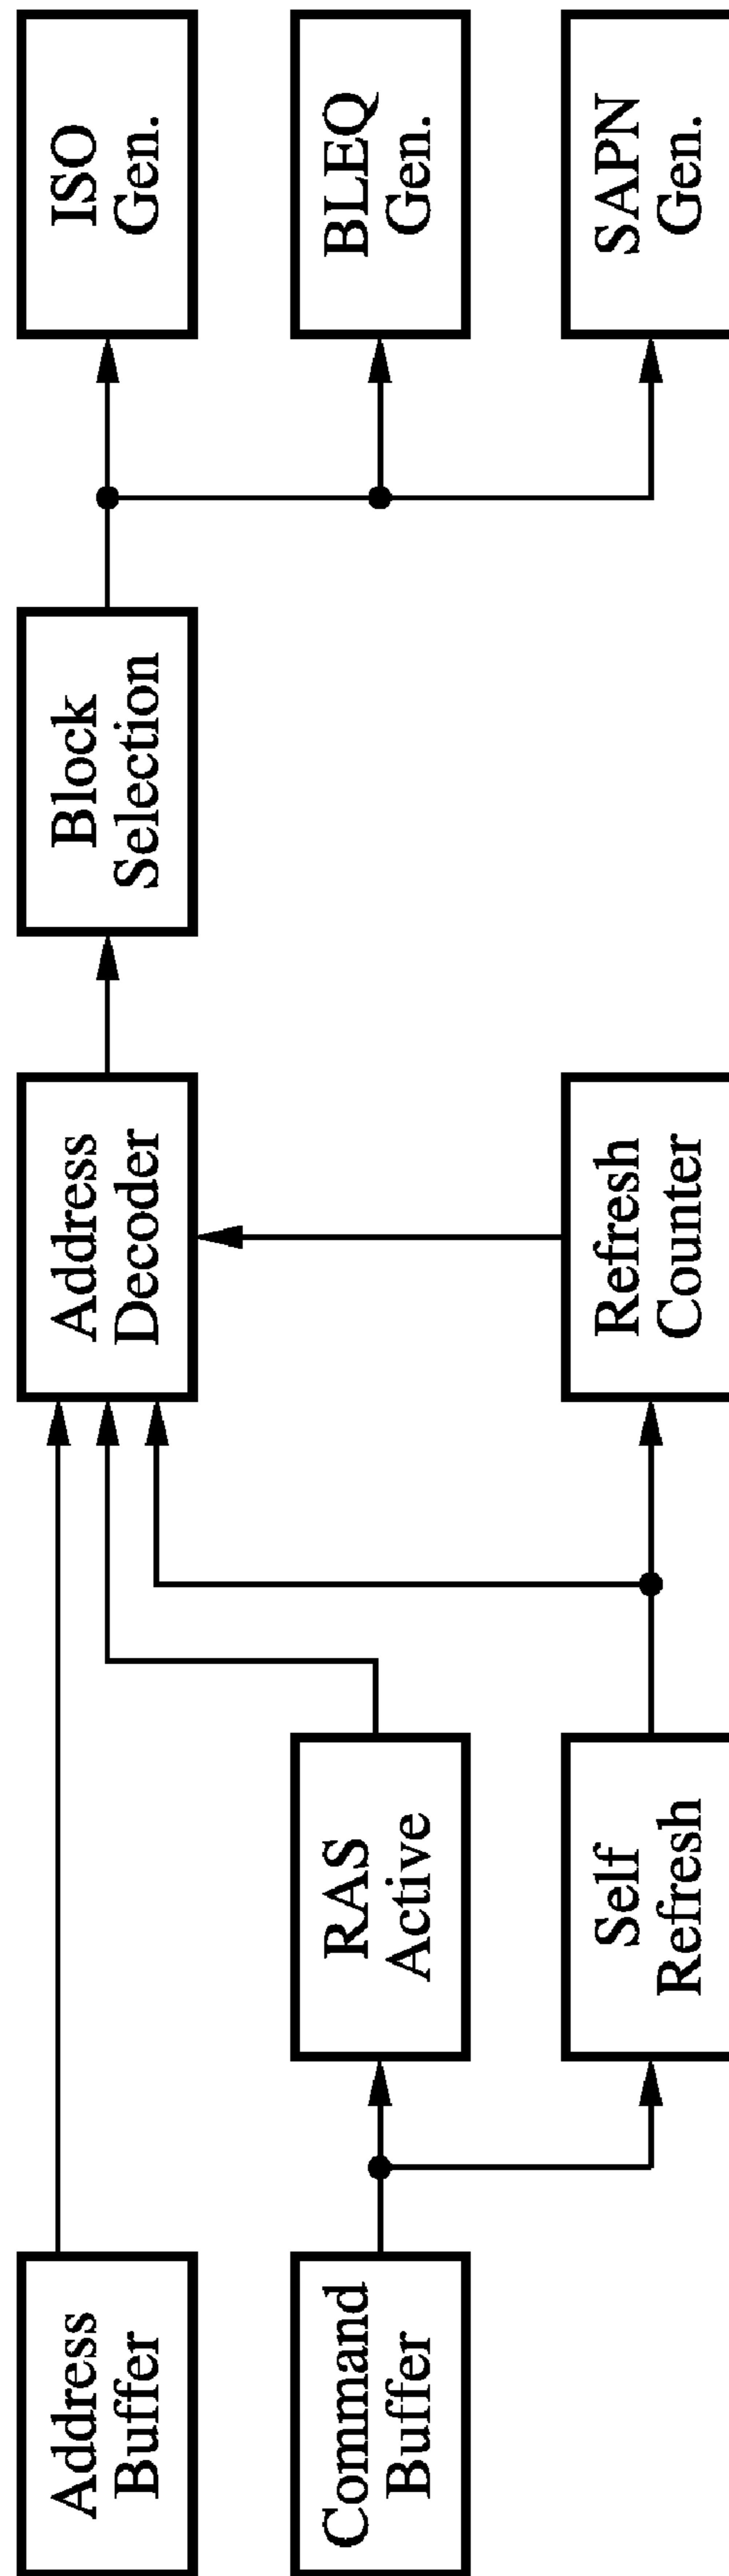 Address
Buffer
Command
Buffer
RAS
Active
Self
Refresh
Address
Decoder
Refresh
Counter
Block
Selection
ISO
Gen.
BLEQ
Gen.
SAPN
Gen.